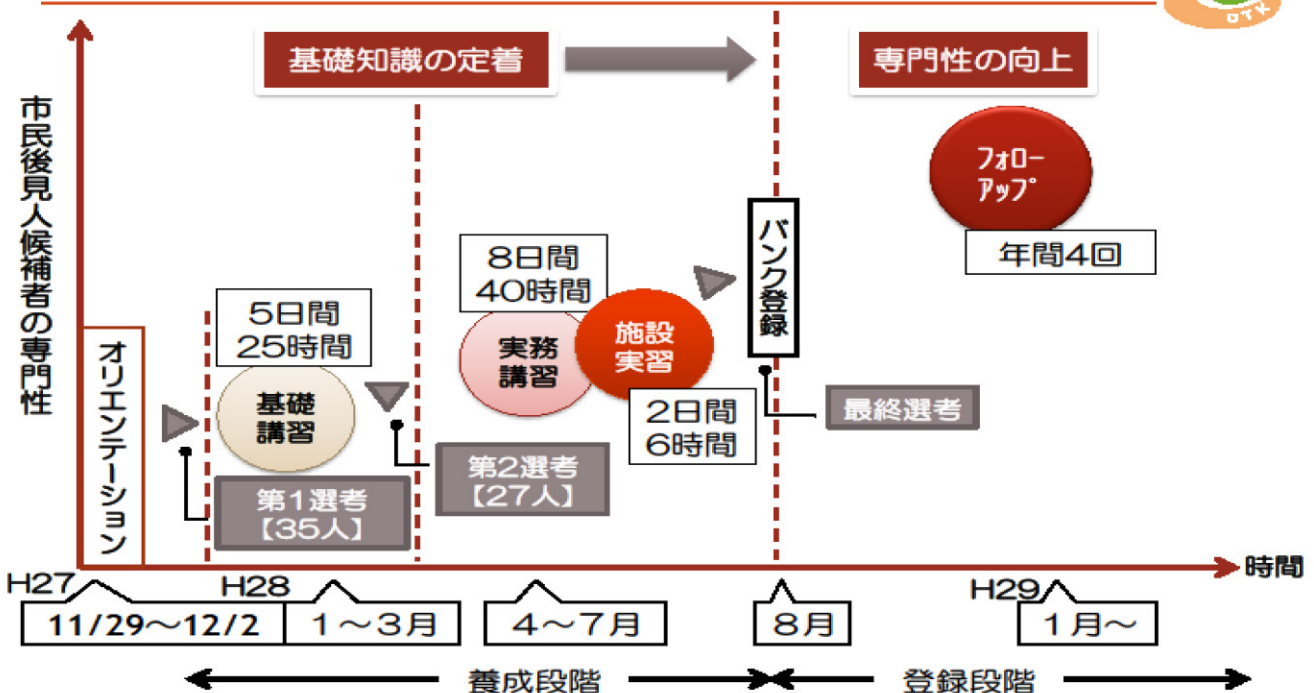 OTK
基礎知識の定着
専門性の向上
市民後見人候補者の専門性
フォロー
アップ
年間4回
バンク登録
8日間
40時間
5日間
25時間
オリエンテーション
実務
講習
施設
実習
基礎
講習
2日間
6時間
最終選考
第2選考
【27人】
第1選考
【35人】
時間
H27
H28
H29
11/29～12/2
1～3月
4～7月
8月
1月～
養成段階
登録段階